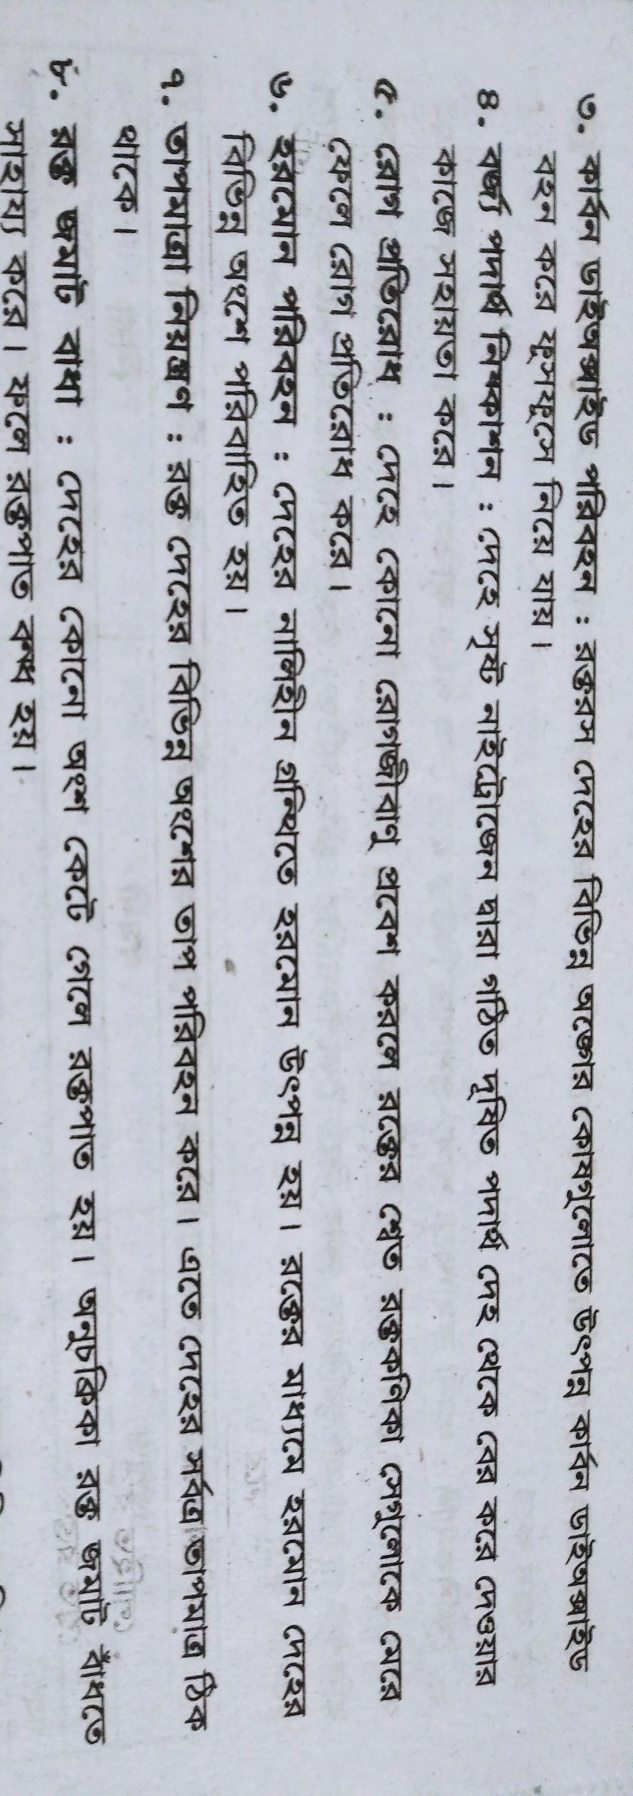 ৩. কার্বন ডাইঅক্সাইড পরিবহন : রক্তরস দেহের বিভিন্ন অঙ্গের কোষগুলোতে উৎপন্ন কার্বন ডাইঅক্সাইড
বহন করে ফুসফুসে নিয়ে যায়।
৪. বর্জ্য পদার্থ নিষ্কাশন : দেহে সৃষ্ট নাইট্রোজেন দ্বারা গঠিত দূষিত পদার্থ দেহ থেকে বের করে দেওয়ার
কাজে সহায়তা করে।
৫. রোগ প্রতিরোধ : দেহে কোনো রোগজীবাণু প্রবেশ করলে রক্তের শ্বেত রক্তকণিকা সেগুলোকে মেরে
ফেলে রোগ প্রতিরোধ করে।
৬. হরমোন পরিবহন : দেহের নালিহীন গ্রন্থিতে হরমোন উৎপন্ন হয়। রক্তের মাধ্যমে হরমোন দেহের
বিভিন্ন অংশে পরিবাহিত হয়।
৭. তাপমাত্রা নিয়ন্ত্রণ : রক্ত দেহের বিভিন্ন অংশের তাপ পরিবহন করে। এতে দেহের সর্বত্র তাপমাত্রা ঠিক
থাকে।
৮. রক্ত জমাট বাধা : দেহের কোনো অংশ কেটে গেলে রক্তপাত হয়। অনুচক্রিকা রক্ত জমাট বাঁধতে
সাহায্য করে। ফলে রক্তপাত বন্ধ হয়।